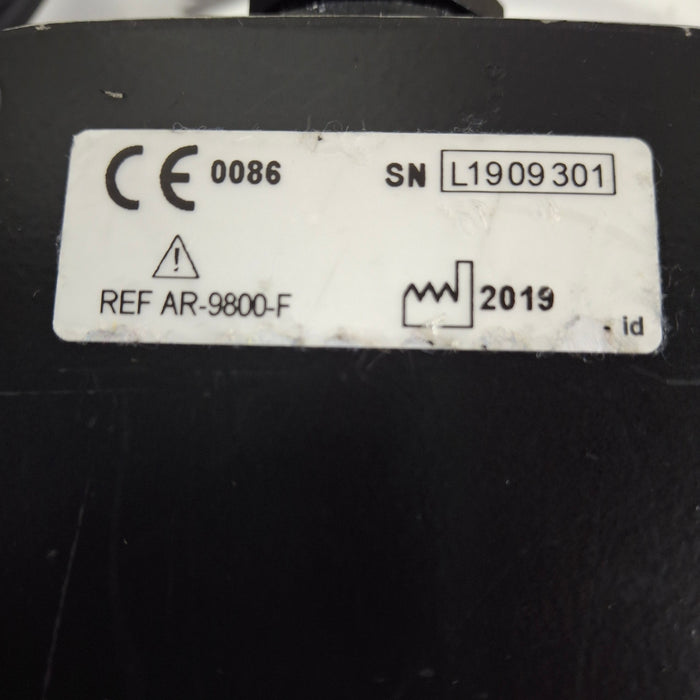 CE 0086 SN L1909301
REF AR-9800-F 2019
id